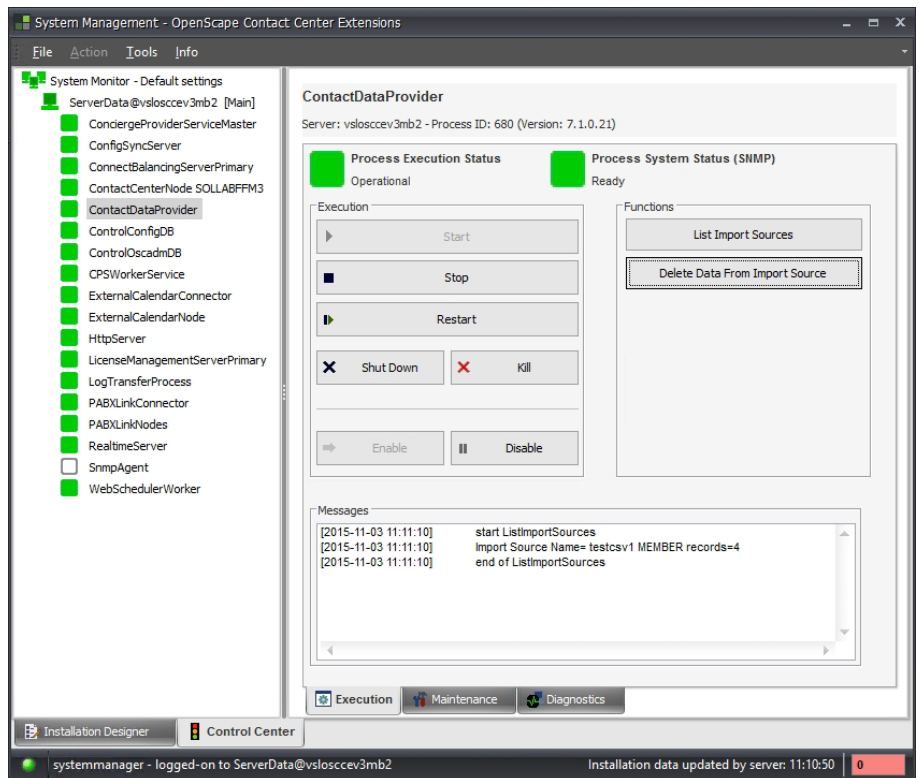 System Management - OpenScape Contact Center Extensions
File Action Tools Info
System Monitor - Default settings
ServerData@vslosccev3mb2 [Main]
ConciergeProviderServiceMaster
ConfigSyncServer
ConnectBalancingServerPrimary
ContactCenterNode SOLLABFFM3
ContactDataProvider
ControlConfigDB
ControlOscadmDB
CPSWorkerService
ExternalCalendarConnector
ExternalCalendarNode
HttpServer
LicenseManagementServerPrimary
LogTransferProcess
PABXLinkConnector
PABXLinkNodes
RealtimeServer
SnmpAgent
WebSchedulerWorker
ContactDataProvider
Server: vslosccev3mb2 - Process ID: 680 (Version: 7.1.0.21)
Process Execution Status
Operational
Process System Status (SNMP)
Ready
Execution
Start
Stop
Restart
Shut Down
Kill
Enable
Disable
Functions
List Import Sources
Delete Data From Import Source
Messages
[2015-11-03 11:11:10] start ListImportSources
[2015-11-03 11:11:10] Import Source Name= testcsv1 MEMBER records=4
[2015-11-03 11:11:10] end of ListImportSources
Execution Maintenance Diagnostics
Installation Designer Control Center
systemmanager - logged-on to ServerData@vslosccev3mb2
Installation data updated by server: 11:10:50 0